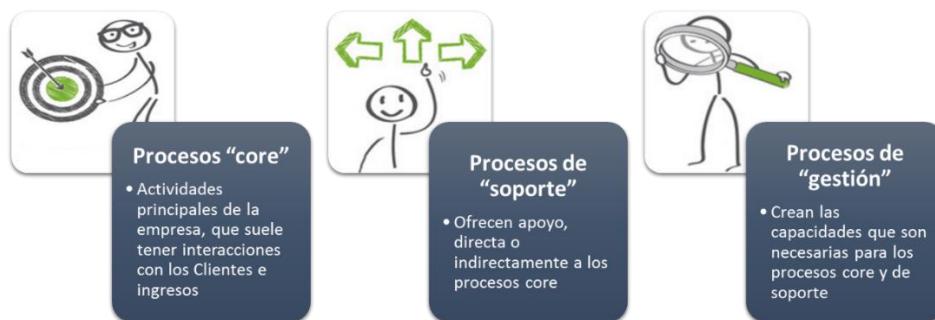 Procesos “core”
• Actividades
principales de la
empresa, que suele
tener interacciones
con los Clientes e
ingresos
Procesos de
“soporte”
• Ofrecen apoyo,
directa o
indirectamente a los
procesos core
Procesos de
“gestión”
• Crean las
capacidades que son
necesarias para los
procesos core y de
soporte